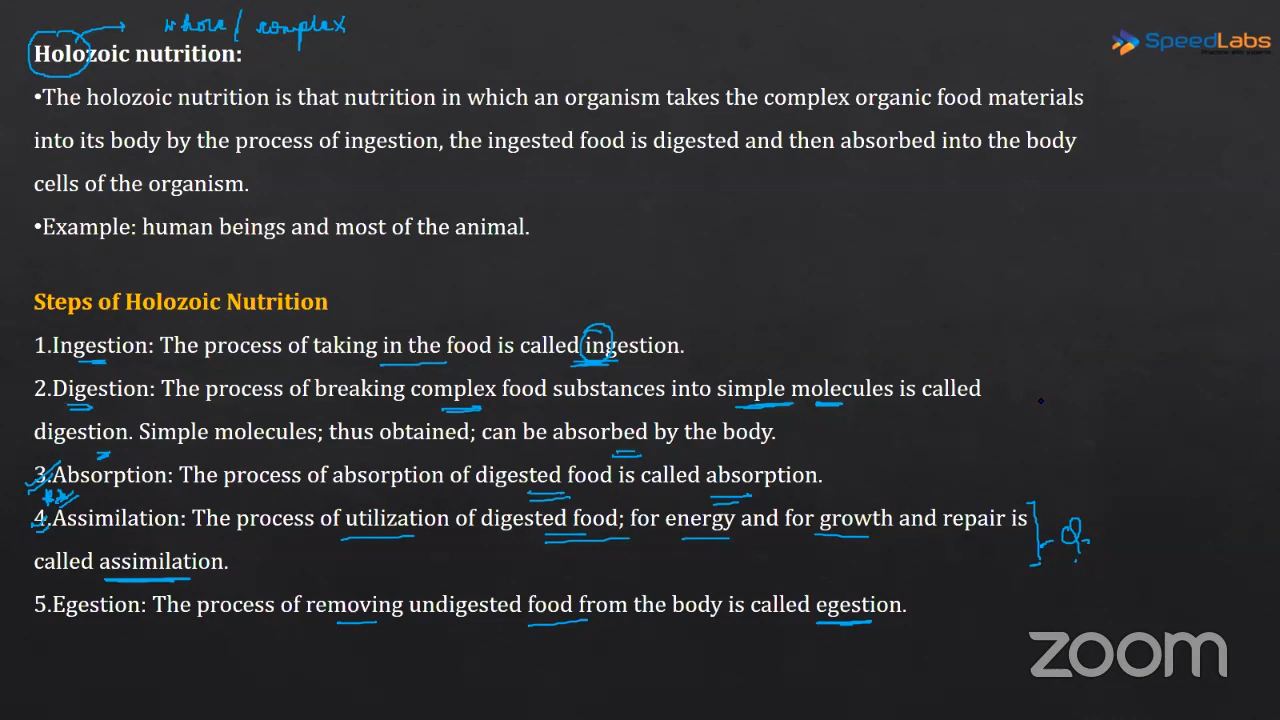 whole / complex
Holozoic nutrition:
SpeedLabs
•The holozoic nutrition is that nutrition in which an organism takes the complex organic food materials
into its body by the process of ingestion, the ingested food is digested and then absorbed into the body
cells of the organism.
•Example: human beings and most of the animal.
Steps of Holozoic Nutrition
1.Ingestion: The process of taking in the food is called ingestion.
2.Digestion: The process of breaking complex food substances into simple molecules is called
digestion. Simple molecules; thus obtained; can be absorbed by the body.
3.Absorption: The process of absorption of digested food is called absorption.
4.Assimilation: The process of utilization of digested food; for energy and for growth and repair is
called assimilation.
5.Egestion: The process of removing undigested food from the body is called egestion.
zoom